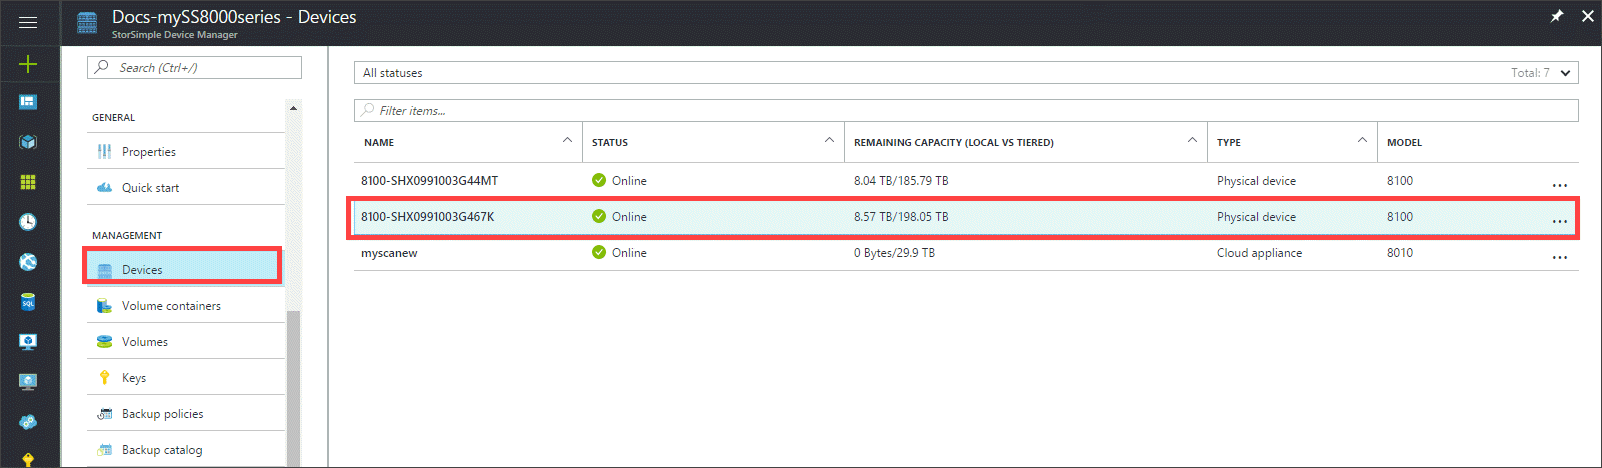 Docs-mySS8000series - Devices
StorSimple Device Manager
Search (Ctrl+/)
GENERAL
Properties
Quick start
MANAGEMENT
Devices
Volume containers
Volumes
Keys
Backup policies
Backup catalog
All statuses Total: 7
Filter items...
NAME STATUS REMAINING CAPACITY (LOCAL VS TIERED) TYPE MODEL
8100-SHX0991003G44MT Online 8.04 TB/185.79 TB Physical device 8100 ...
8100-SHX0991003G467K Online 8.57 TB/198.05 TB Physical device 8100 ...
myscanew Online 0 Bytes/29.9 TB Cloud appliance 8010 ...
SQL